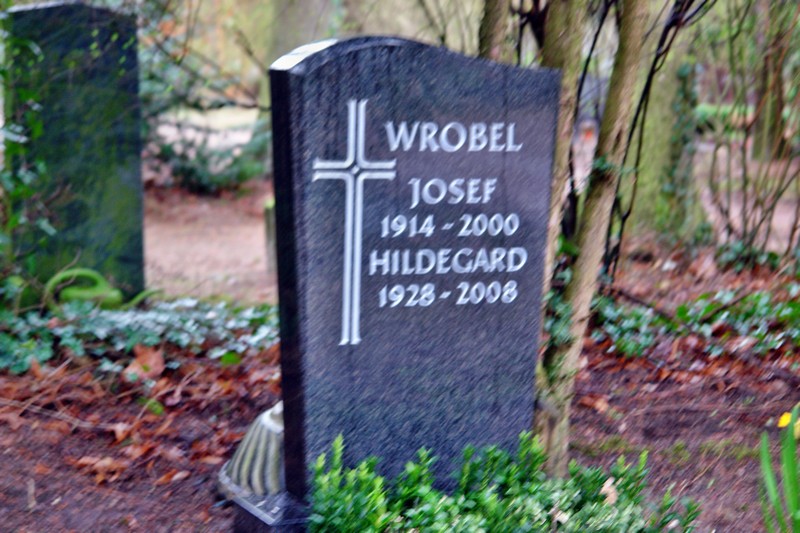 WROBEL
JOSEF
1914 - 2000
HILDEGARD
1928 - 2008